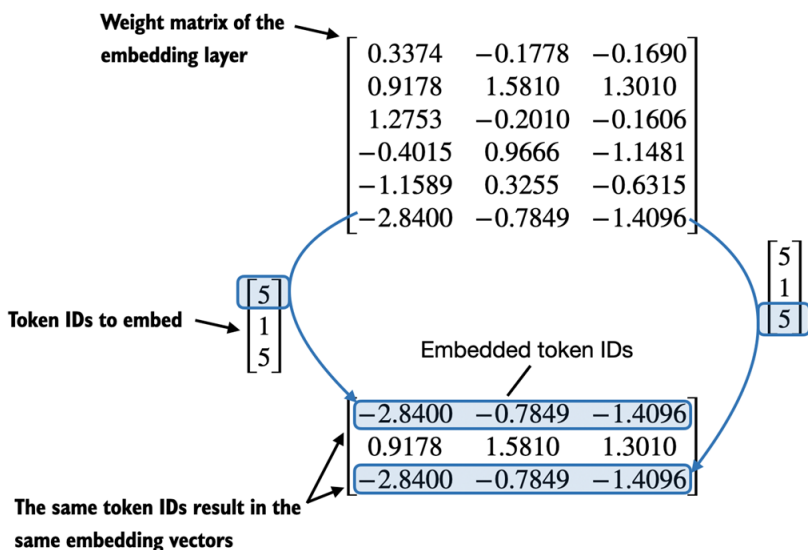 Weight matrix of the
embedding layer
0.3374 −0.1778 −0.1690
0.9178 1.5810 1.3010
1.2753 −0.2010 −0.1606
−0.4015 0.9666 −1.1481
−1.1589 0.3255 −0.6315
−2.8400 −0.7849 −1.4096
5
1
5
Token IDs to embed
5
1
5
Embedded token IDs
−2.8400 −0.7849 −1.4096
0.9178 1.5810 1.3010
−2.8400 −0.7849 −1.4096
The same token IDs result in the
same embedding vectors